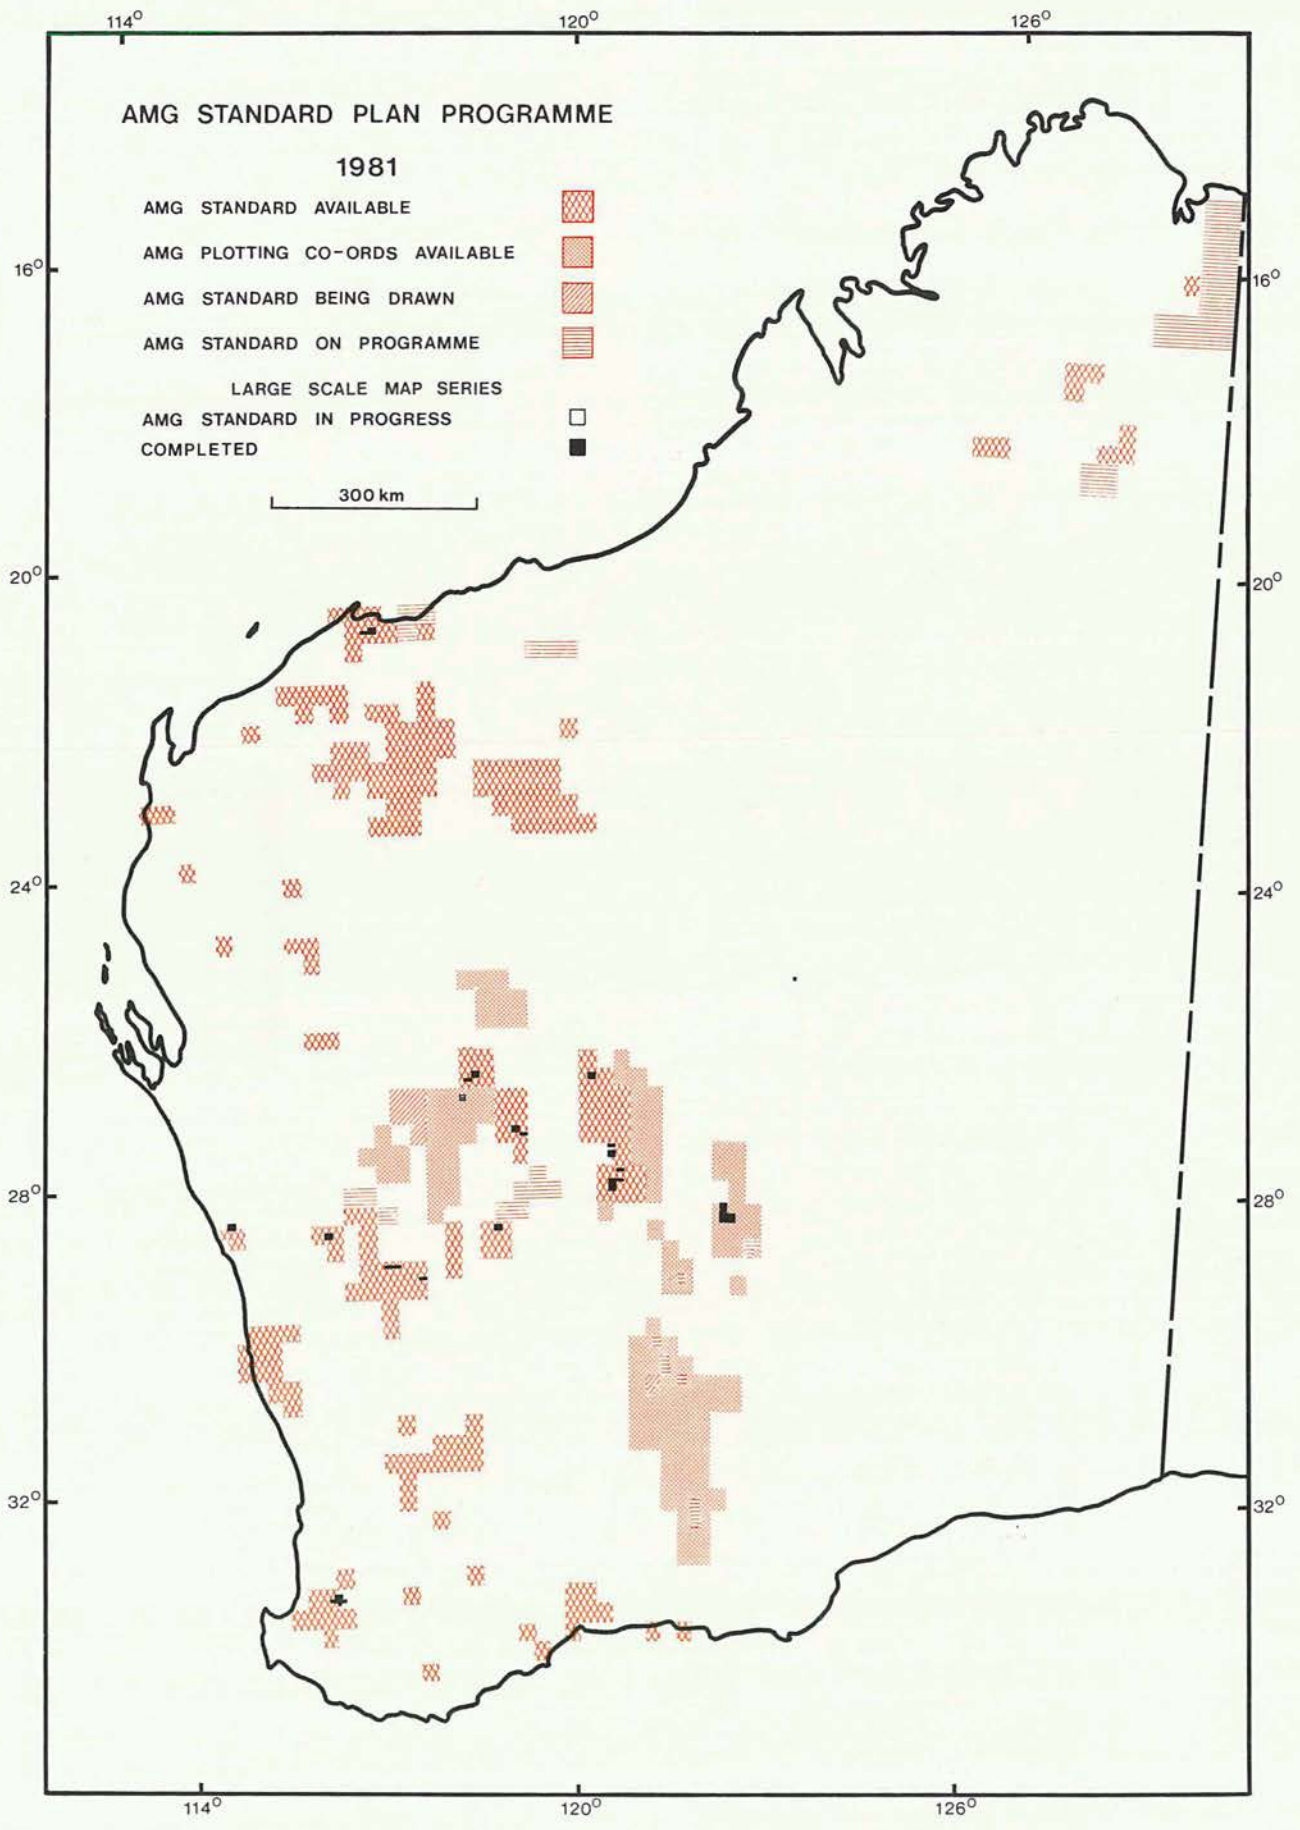 114° 120° 126°
AMG STANDARD PLAN PROGRAMME
1981
AMG STANDARD AVAILABLE
AMG PLOTTING CO-ORDS AVAILABLE
AMG STANDARD BEING DRAWN
AMG STANDARD ON PROGRAMME
LARGE SCALE MAP SERIES
AMG STANDARD IN PROGRESS
COMPLETED
300 km
16° 16°
20° 20°
24° 24°
28° 28°
32° 32°
114° 120° 126°